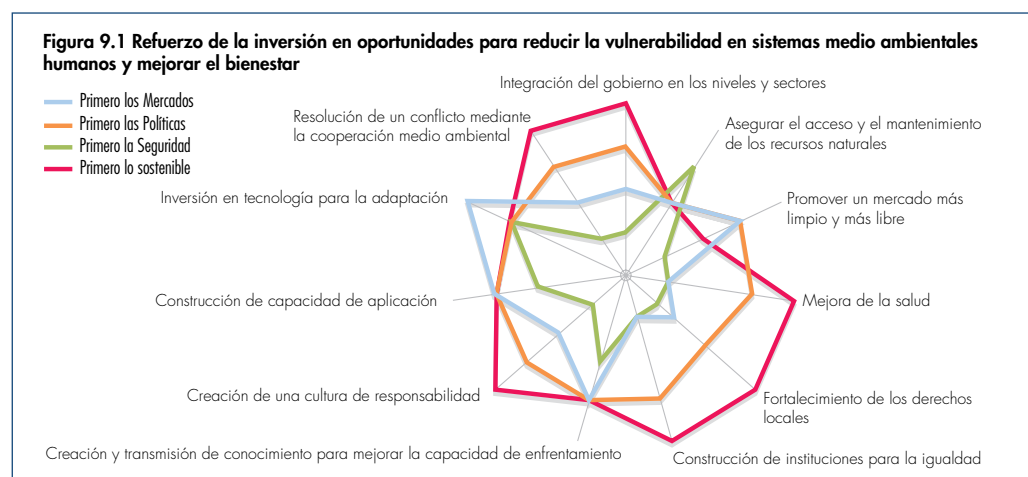 Figura 9.1 Refuerzo de la inversión en oportunidades para reducir la vulnerabilidad en sistemas medio ambientales
humanos y mejorar el bienestar
Primero los Mercados
Primero las Políticas
Primero la Seguridad
Primero lo sostenible
Integración del gobierno en los niveles y sectores
Asegurar el acceso y el mantenimiento
de los recursos naturales
Promover un mercado más
limpio y más libre
Mejora de la salud
Fortalecimiento de los derechos
locales
Construcción de instituciones para la igualdad
Creación y transmisión de conocimiento para mejorar la capacidad de enfrentamiento
Creación de una cultura de responsabilidad
Construcción de capacidad de aplicación
Inversión en tecnología para la adaptación
Resolución de un conflicto mediante
la cooperación medio ambiental